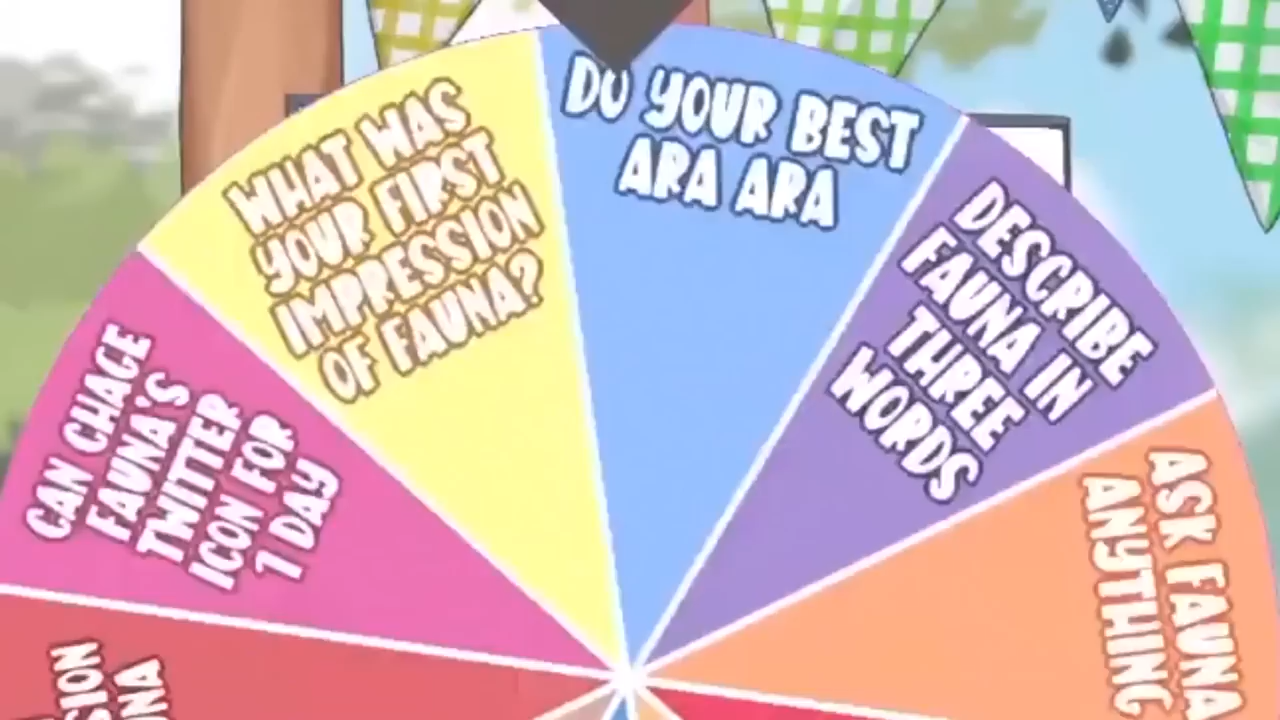 WHAT WAS
YOUR FIRST
IMPRESSION
OF FAUNA?
DO YOUR BEST
ARA ARA
DESCRIBE
FAUNA IN
THREE
WORDS
CAN CHAGE
FAUNA'S
TWITTER
ICON FOR
1 DAY
ASK FAUNA
ANYTHING